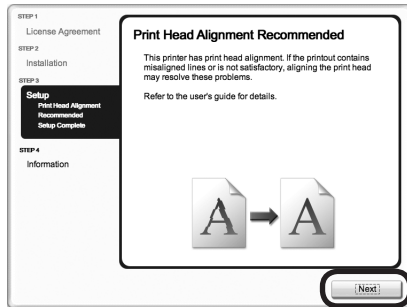 STEP 1
License Agreement
STEP 2
Installation
STEP 3
Setup
Print Head Alignment
Recommended
Setup Complete
STEP 4
Information
Print Head Alignment Recommended
This printer has print head alignment. If the printout contains
misaligned lines or is not satisfactory, aligning the print head
may resolve these problems.
Refer to the user's guide for details.
A A
Next